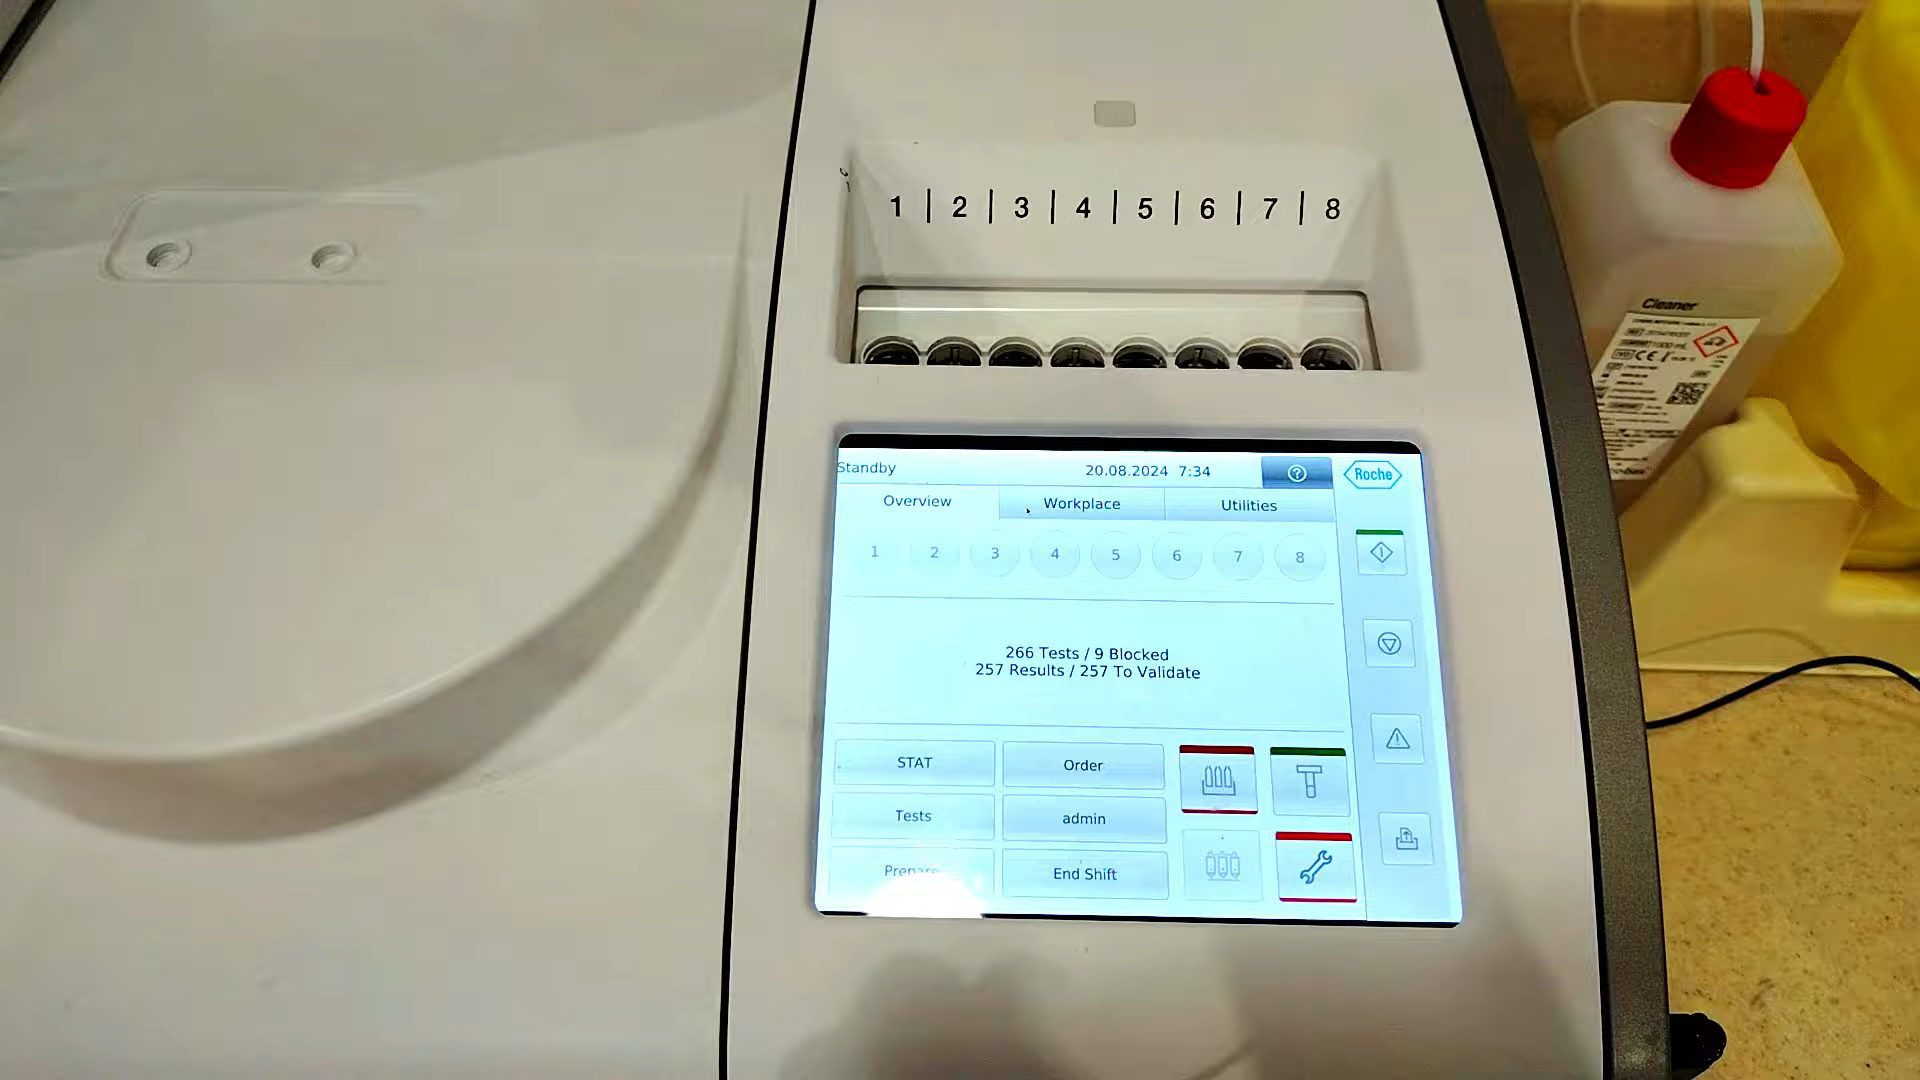 1 | 2 | 3 | 4 | 5 | 6 | 7 | 8
Cleaner
CE
Standby
20.08.2024 7:34
Roche
Overview
Workplace
Utilities
1 2 3 4 5 6 7 8
266 Tests / 9 Blocked
257 Results / 257 To Validate
STAT
Order
Tests
admin
Prepare
End Shift